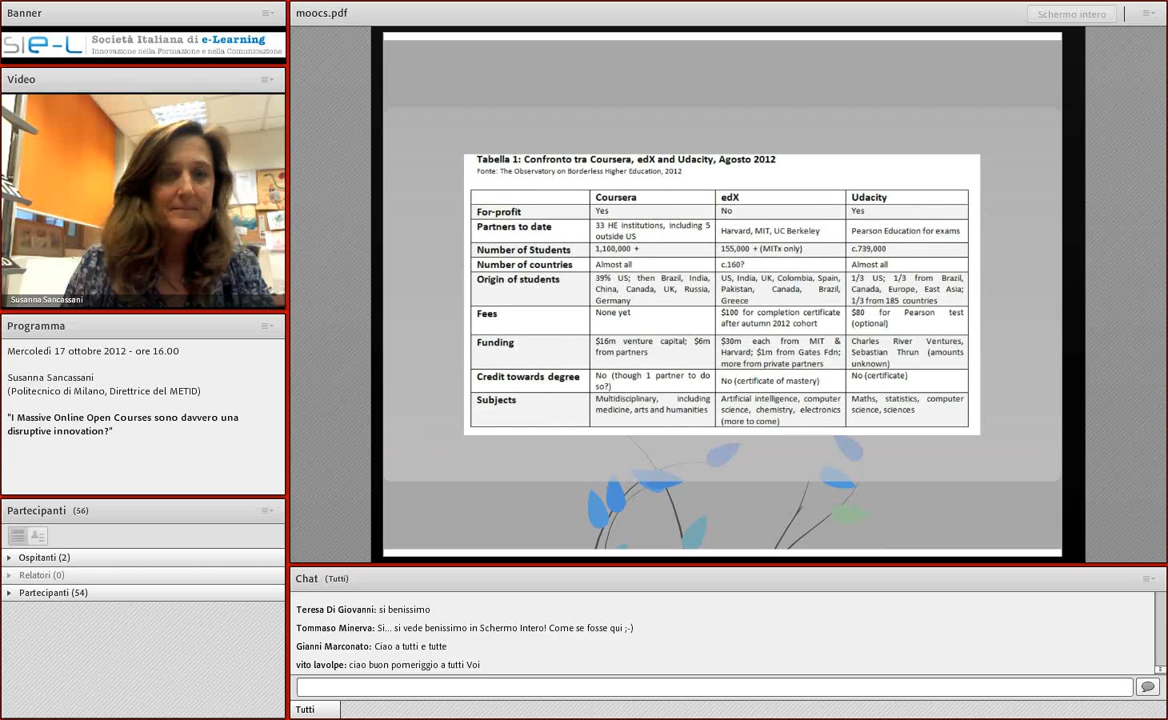 Banner
sie-L Società Italiana di e-Learning
Innovazione nella Formazione e nella Comunicazione
Video
Susanna Sancassani
Programma
Mercoledì 17 ottobre 2012 - ore 16.00
Susanna Sancassani
(Politecnico di Milano, Direttrice del METID)
"I Massive Online Open Courses sono davvero una
disruptive innovation?"
Partecipanti (56)
Ospitanti (2)
Relatori (0)
Partecipanti (54)
moocs.pdf
Schermo intero
Tabella 1: Confronto tra Coursera, edX and Udacity, Agosto 2012
Fonte: The Observatory on Borderless Higher Education, 2012
Coursera edX Udacity
For-profit Yes No Yes
Partners to date 33 HE institutions, including 5 outside US Harvard, MIT, UC Berkeley Pearson Education for exams
Number of Students 1,100,000 + 155,000 + (MITx only) c.739,000
Number of countries Almost all c.160? Almost all
Origin of students 39% US; then Brazil, India, China, Canada, UK, Russia, Germany US, India, UK, Colombia, Spain, Pakistan, Canada, Brazil, Greece 1/3 US; 1/3 from Brazil, Canada, Europe, East Asia; 1/3 from 185 countries
Fees None yet $100 for completion certificate after autumn 2012 cohort $80 for Pearson test (optional)
Funding $16m venture capital; $6m from partners $30m each from MIT & Harvard; $1m from Gates Fdn; more from private partners Charles River Ventures, Sebastian Thrun (amounts unknown)
Credit towards degree No (though 1 partner to do so?) No (certificate of mastery) No (certificate)
Subjects Multidisciplinary, including medicine, arts and humanities Artificial intelligence, computer science, chemistry, electronics (more to come) Maths, statistics, computer science, sciences
Chat (Tutti)
Teresa Di Giovanni: si benissimo
Tommaso Minerva: Si... si vede benissimo in Schermo Intero! Come se fosse qui ;-)
Gianni Marconato: Ciao a tutti e tutte
vito lavolpe: ciao buon pomeriggio a tutti Voi
Tutti